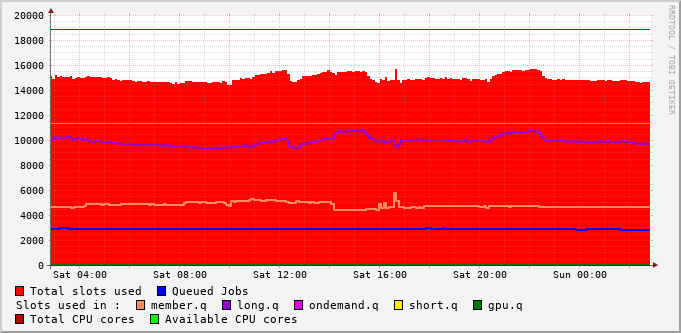 20000
18000
16000
14000
12000
10000
8000
6000
4000
2000
0
Sat 04:00 Sat 08:00 Sat 12:00 Sat 16:00 Sat 20:00 Sun 00:00
Total slots used Queued Jobs
Slots used in : member.q long.q ondemand.q short.q gpu.q
Total CPU cores Available CPU cores
RRDTOOL / TOBI OETIKER